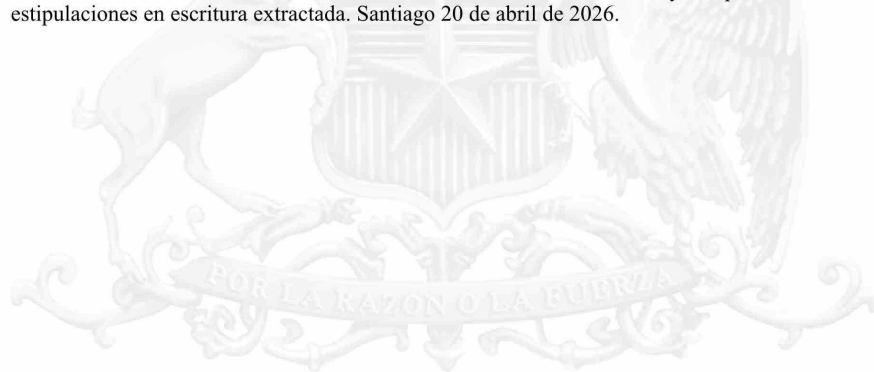 estipulaciones en escritura extractada. Santiago 20 de abril de 2026.
POR LA RAZON O LA FUERZA